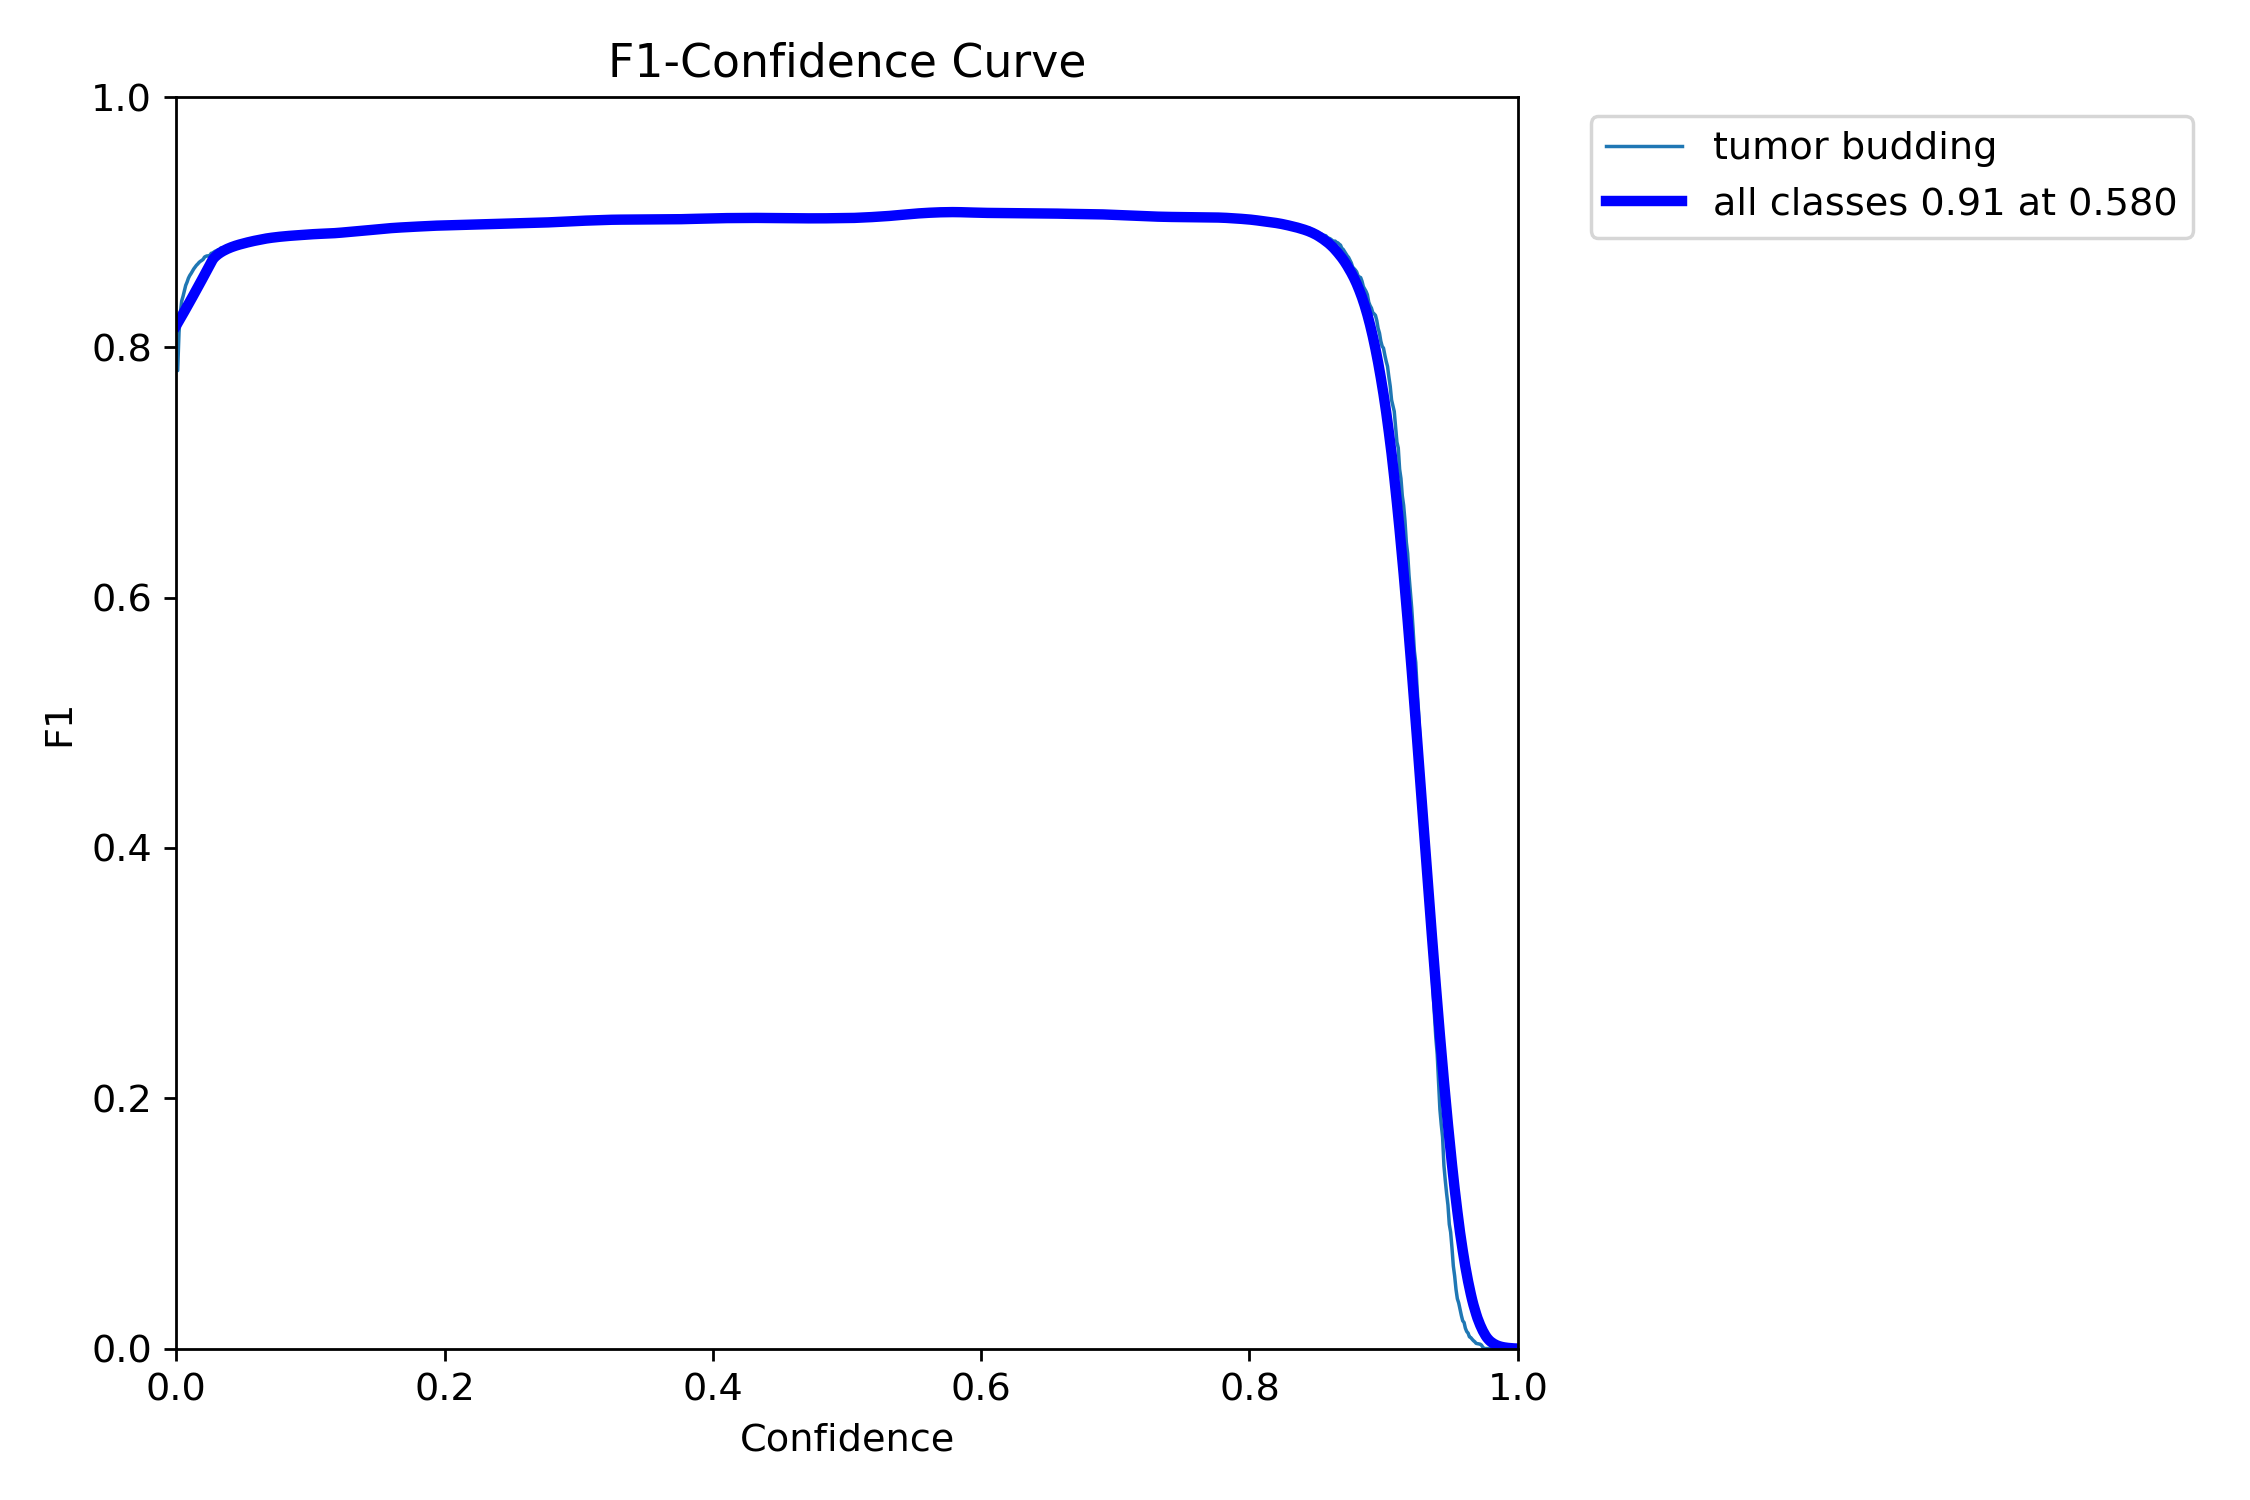 F1-Confidence Curve
1.0
0.8
0.6
0.4
0.2
0.0
F1
0.0 0.2 0.4 0.6 0.8 1.0
Confidence
tumor budding
all classes 0.91 at 0.580